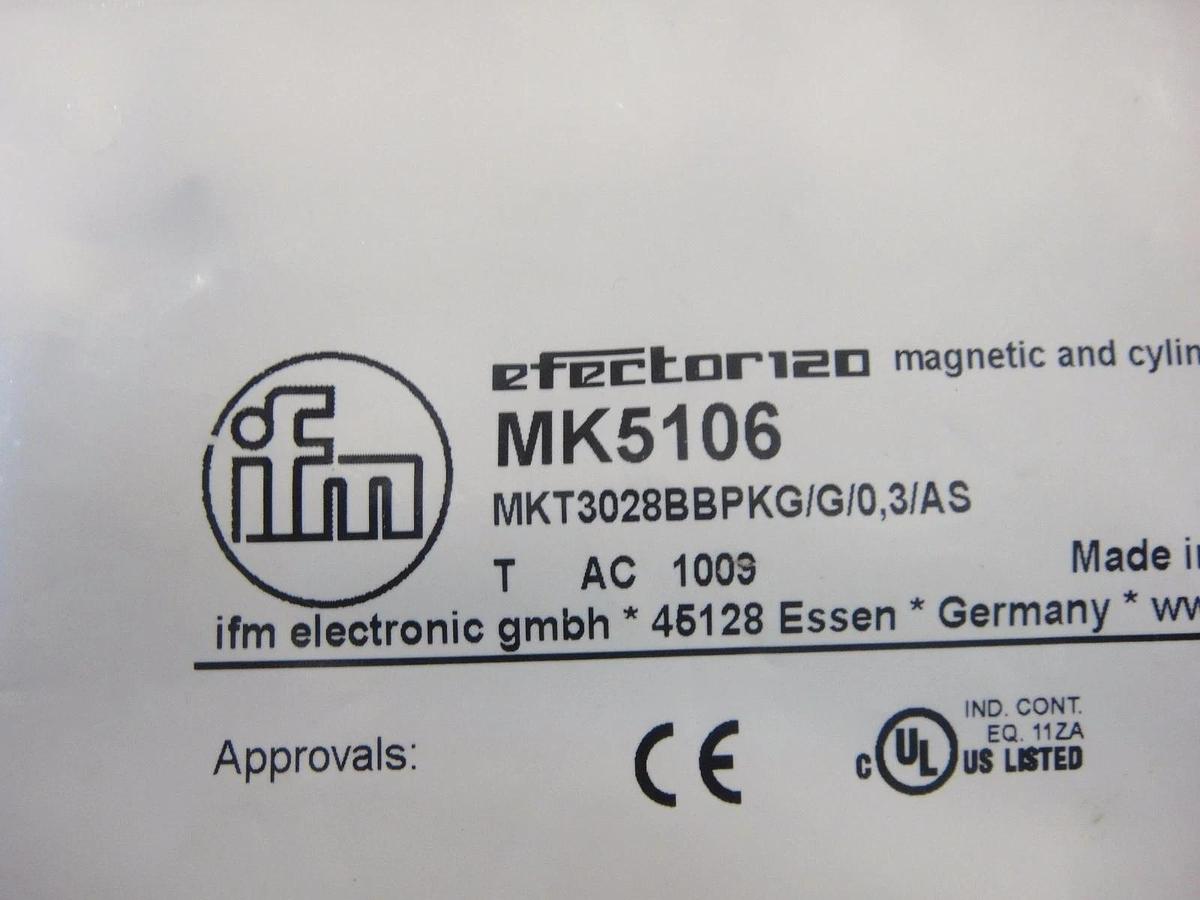 ifm
efector120 magnetic and cylin
MK5106
MKT3028BBPKG/G/0,3/AS
T AC 1009
Made i
ifm electronic gmbh * 45128 Essen * Germany * ww
Approvals:
CE
IND. CONT.
EQ. 11ZA
c UL US LISTED